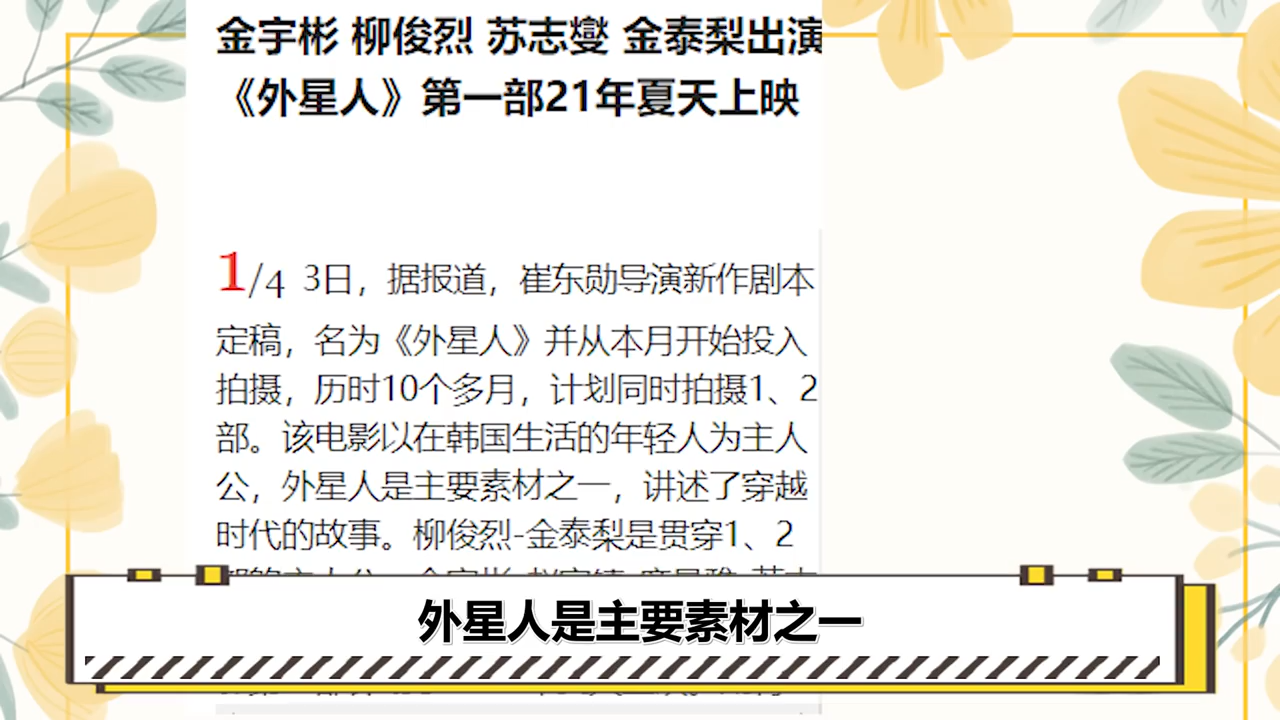 金宇彬 柳俊烈 苏志燮 金泰梨出演
《外星人》第一部21年夏天上映
1/4 3日，据报道，崔东勋导演新作剧本
定稿，名为《外星人》并从本月开始投入
拍摄，历时10个多月，计划同时拍摄1、2
部。该电影以在韩国生活的年轻人为主人
公，外星人是主要素材之一，讲述了穿越
时代的故事。柳俊烈-金泰梨是贯穿1、2
外星人是主要素材之一